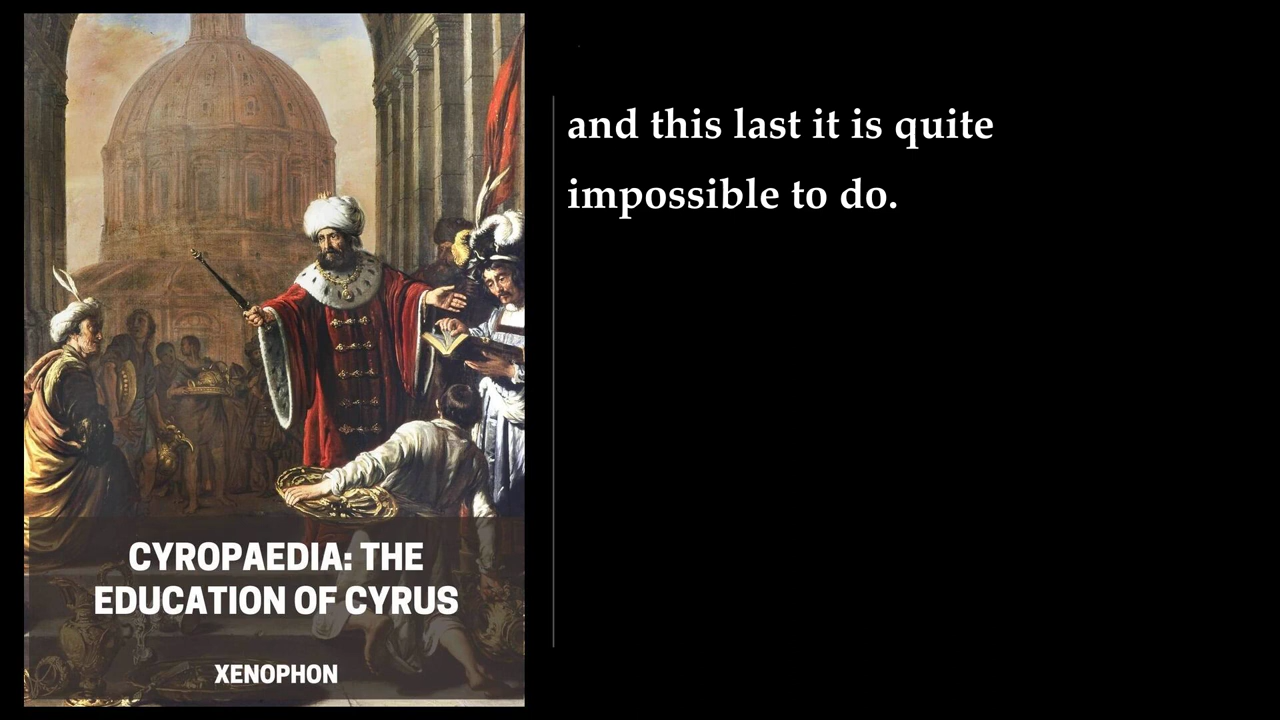 and this last it is quite
impossible to do.
CYROPAEDIA: THE
EDUCATION OF CYRUS
XENOPHON